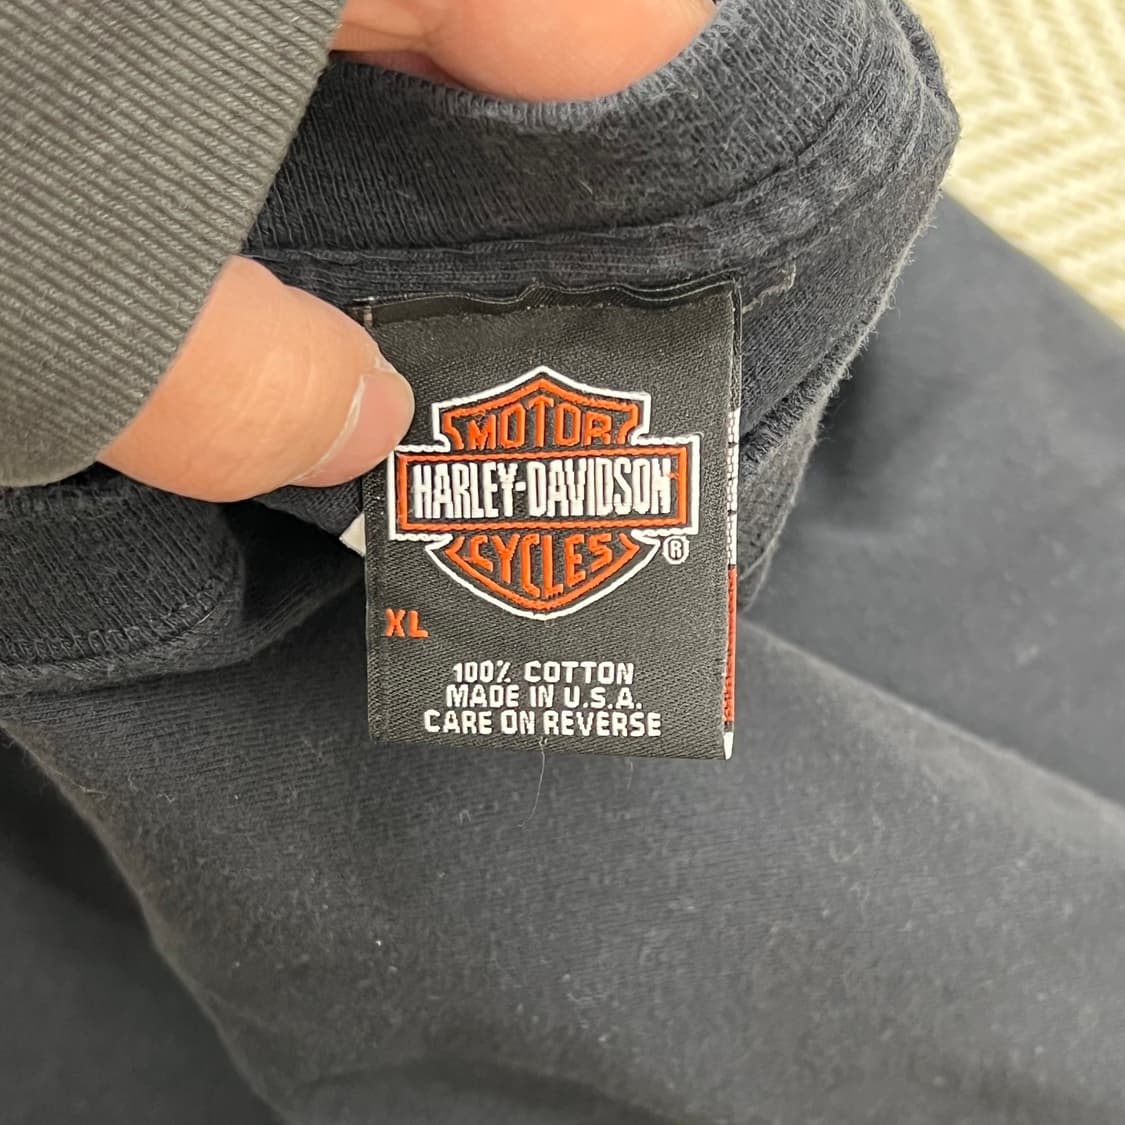 MOTOR
HARLEY-DAVIDSON
CYCLES
®
XL
100% COTTON
MADE IN U.S.A.
CARE ON REVERSE